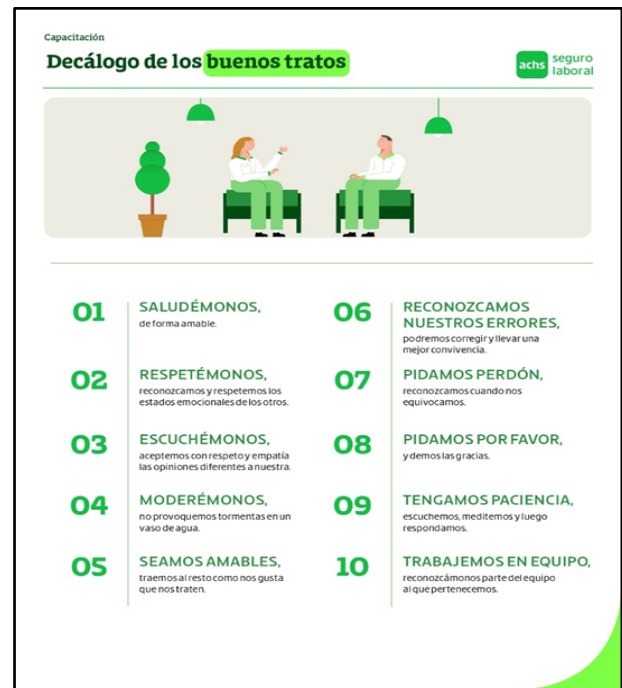 Capacitación
Decálogo de los buenos tratos
achs seguro
laboral
01
SALUDÉMONOS,
de forma amable.
02
RESPETÉMONOS,
reconozcamos y respetemos los
estados emocionales de los otros.
03
ESCUCHÉMONOS,
aceptemos con respeto y empatía
las opiniones diferentes a nuestra.
04
MODERÉMONOS,
no provoquemos tormentas en un
vaso de agua.
05
SEAMOS AMABLES,
traemos al resto como nos gusta
que nos traten.
06
RECONOZCAMOS
NUESTROS ERRORES,
podremos corregir y llevar una
mejor convivencia.
07
PIDAMOS PERDÓN,
reconozcamos cuando nos
equivocamos.
08
PIDAMOS POR FAVOR,
y demos las gracias.
09
TENGAMOS PACIENCIA,
escuchemos, meditemos y luego
respondamos.
10
TRABAJEMOS EN EQUIPO,
reconozcámonos parte del equipo
al que pertenecemos.